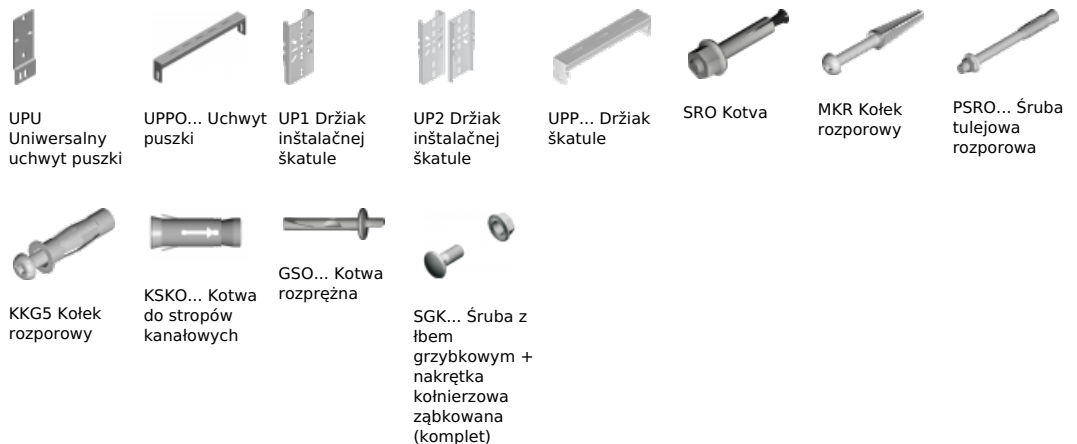 UPU
Uniwersalny
uchwyt puszki
UPPO... Uchwyt
puszki
UP1 Držiak
inštalačnej
škatule
UP2 Držiak
inštalačnej
škatule
UPP... Držiak
škatule
SRO Kotva
MKR Kołek
rozporowy
PSRO... Śruba
tulejowa
rozporowa
KKG5 Kołek
rozporowy
KSKO... Kotwa
do stropów
kanałowych
GSO... Kotwa
rozprężna
SGK... Śruba z
łbem
grzybkowym +
nakrętka
kołnierzowa
ząbkowana
(komplet)